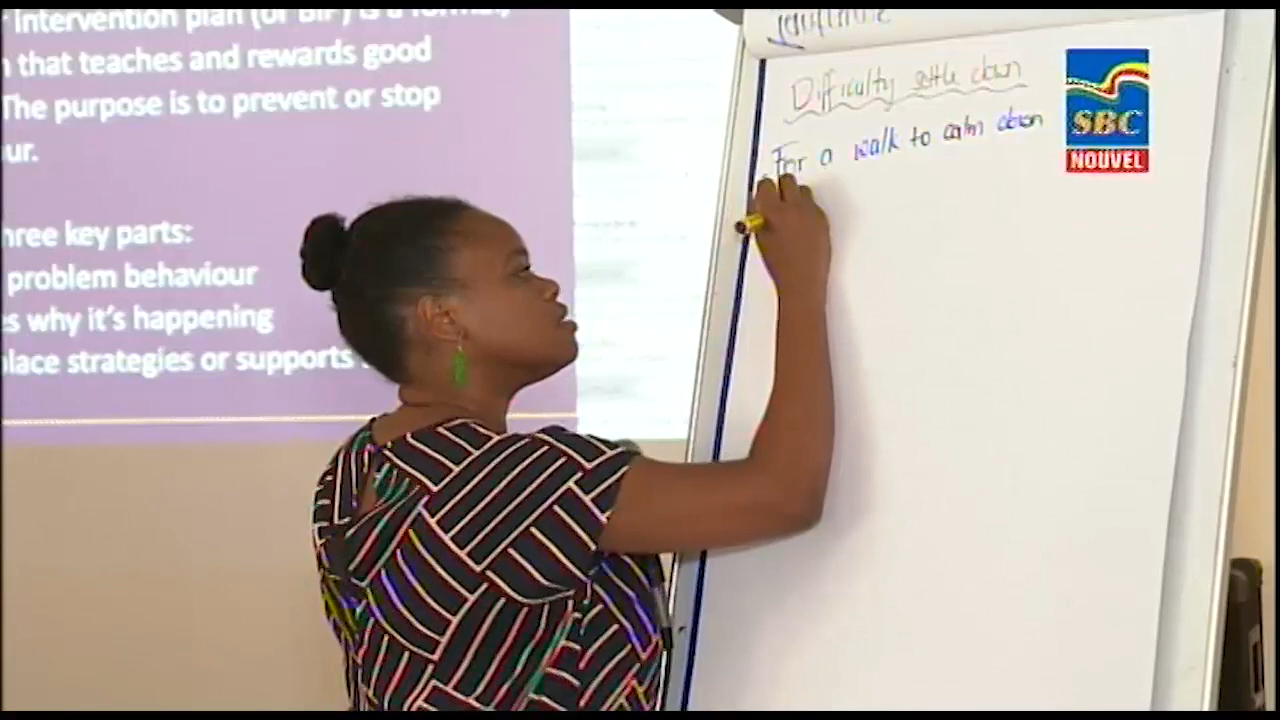 intervention plan (or BIP) is a formal,
that teaches and rewards good
The purpose is to prevent or stop
ur.
hree key parts:
problem behaviour
s why it's happening
place strategies or supports
Difficulty settle down
For a walk to calm down
SBC
NOUVEL